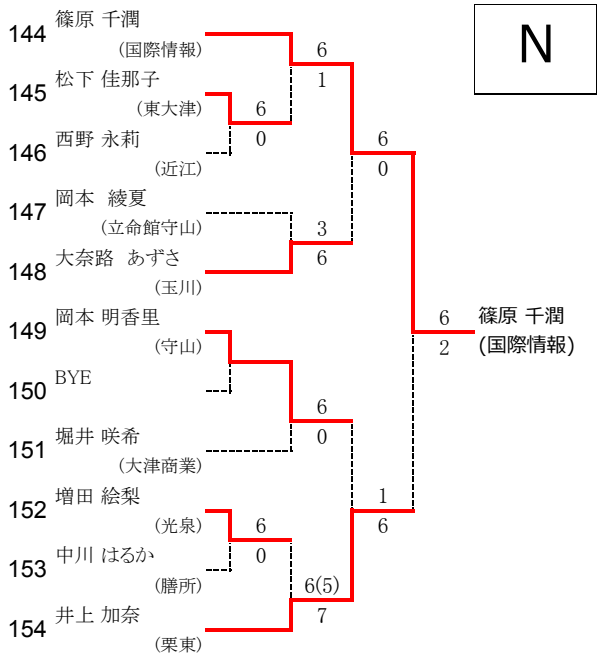 N
144 篠原 千潤
(国際情報)
145 松下 佳那子
(東大津)
146 西野 永莉
(近江)
147 岡本 綾夏
(立命館守山)
148 大奈路 あずさ
(玉川)
149 岡本 明香里
(守山)
150 BYE
151 堀井 咲希
(大津商業)
152 増田 絵梨
(光泉)
153 中川 はるか
(膳所)
154 井上 加奈
(栗東)
6
0
6
0
6
1
3
6
6
0
6(5)
7
6
0
1
6
6
2
篠原 千潤
(国際情報)